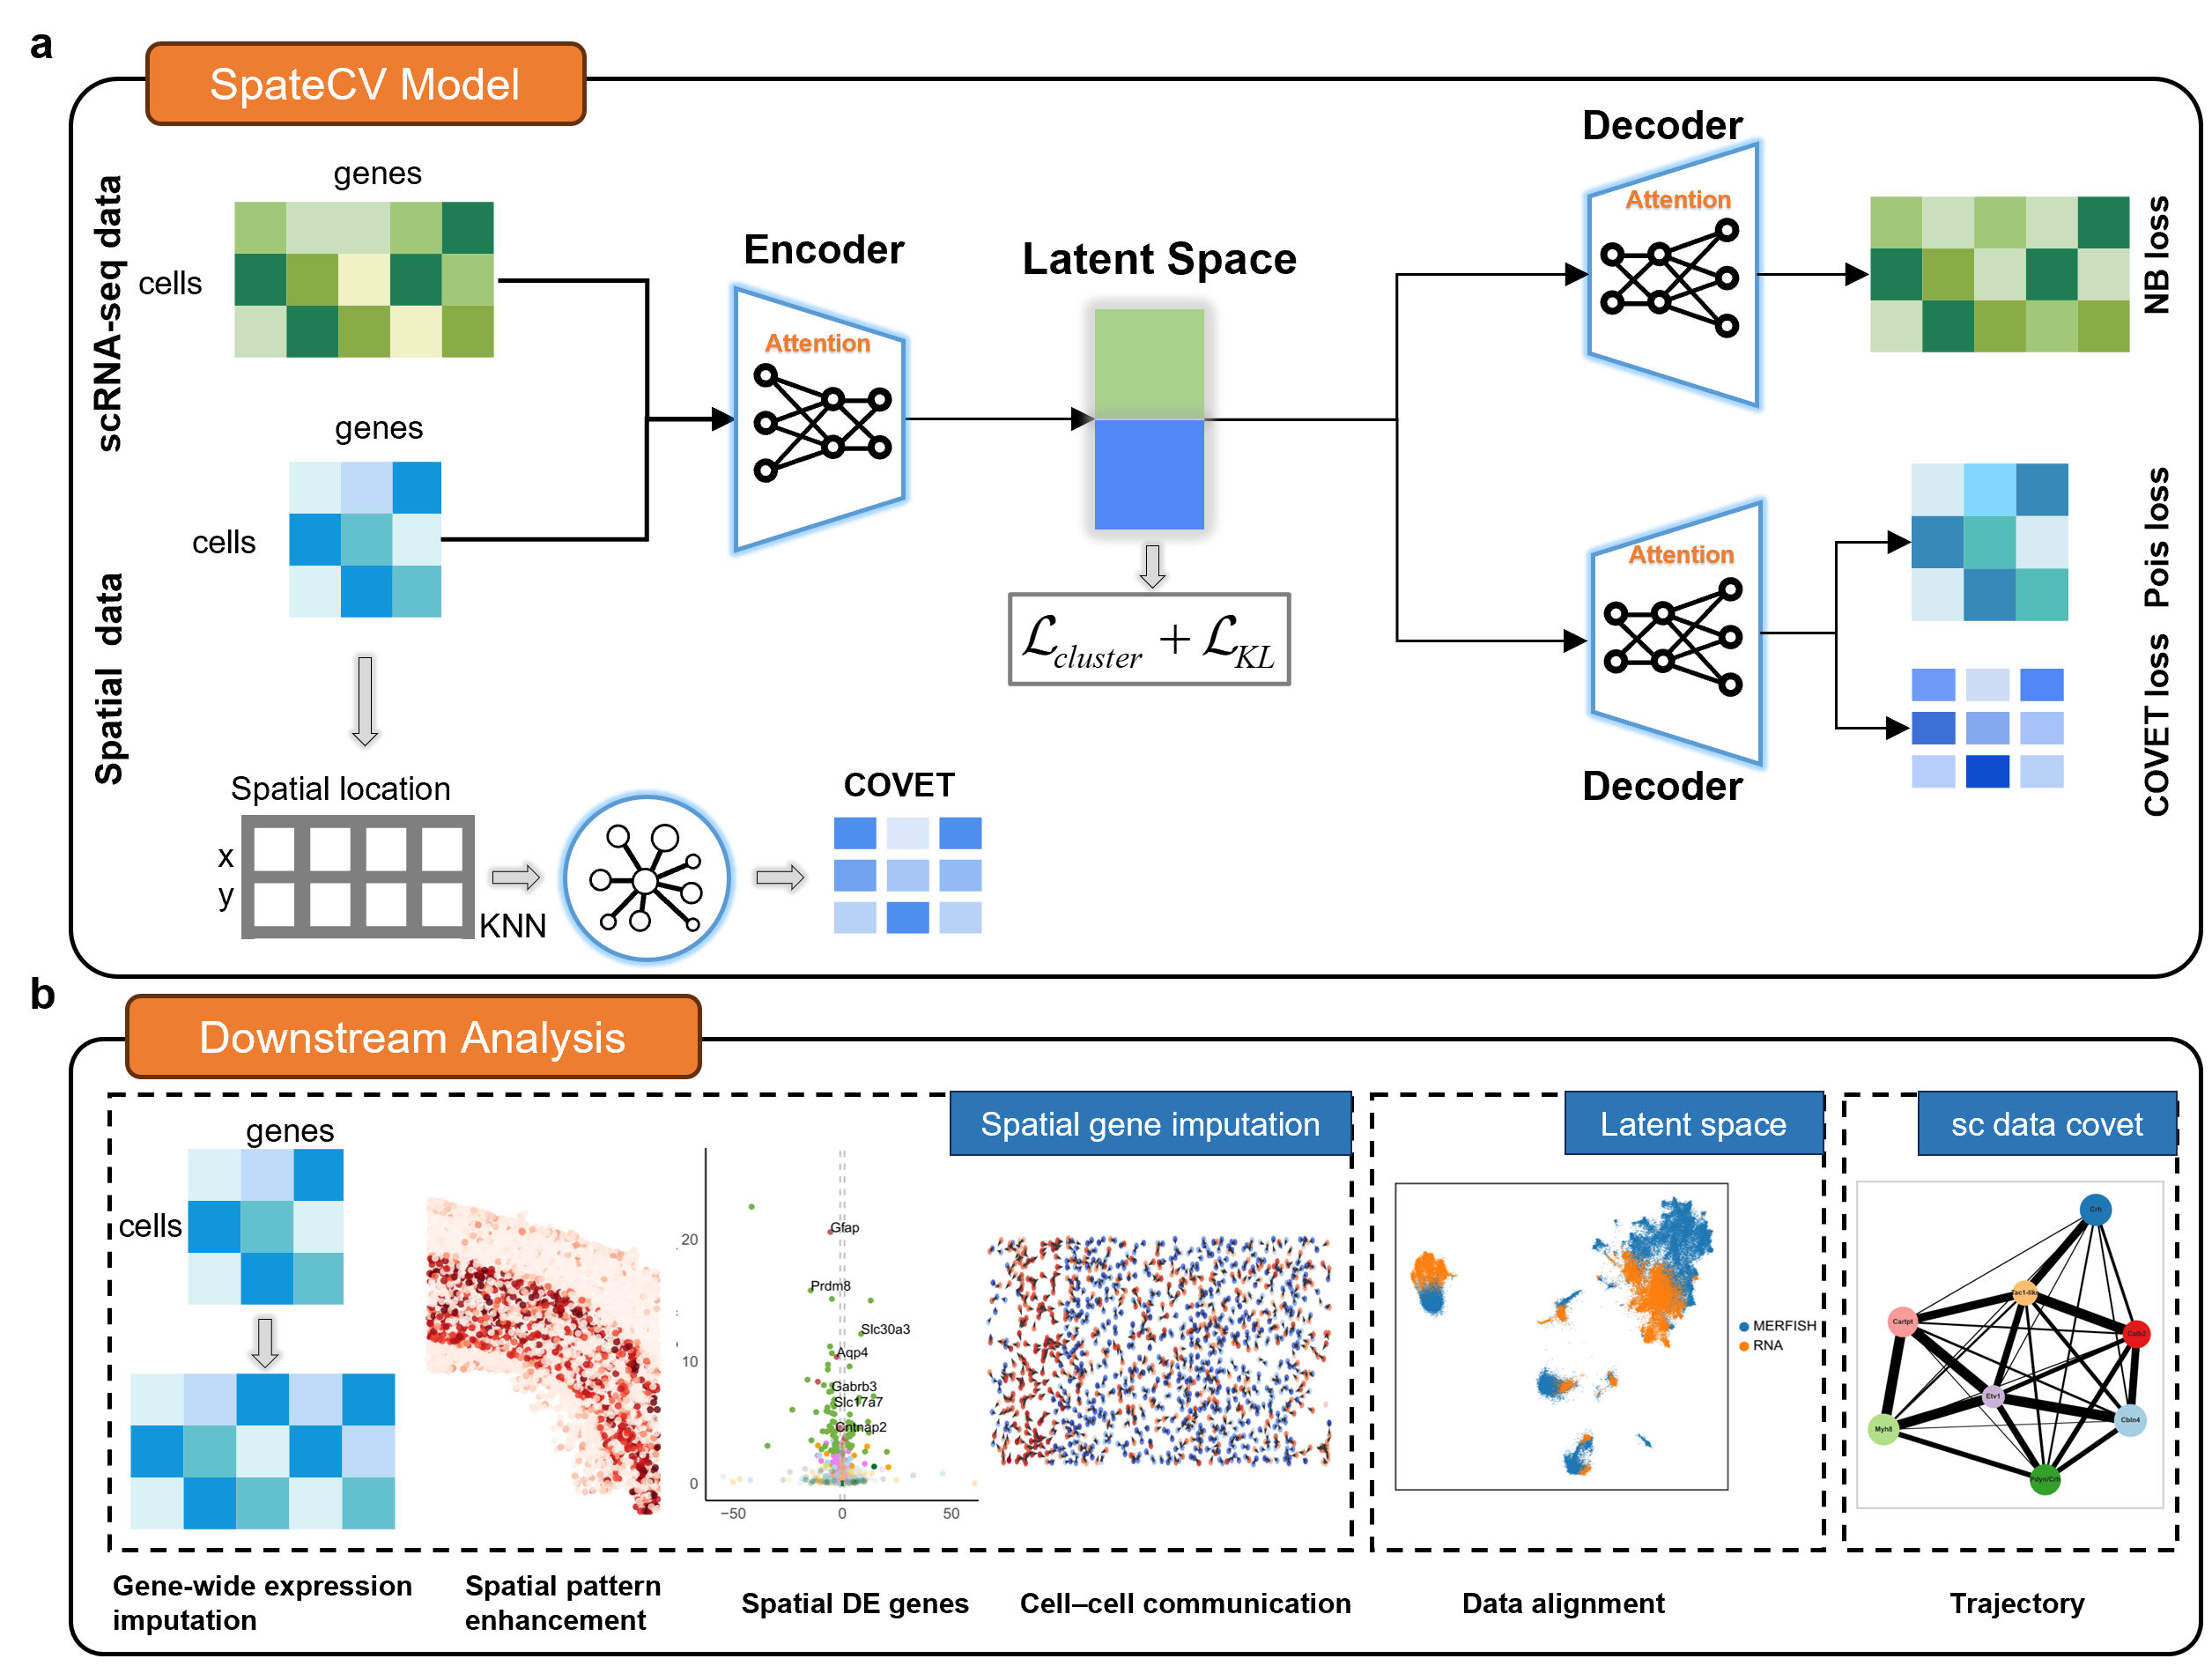 a
SpateCV Model
scRNA-seq data
genes
cells
Encoder
Attention
Latent Space
Decoder
Attention
NB loss
Spatial data
genes
cells
ℒcluster + ℒKL
Attention
Decoder
Pois loss
COVET loss
Spatial location
x
y
KNN
COVET
b
Downstream Analysis
Spatial gene imputation
Latent space
sc data covet
genes
cells
20
10
0
−50
0
50
Gfap
Prdm8
Slc30a3
Aqp4
Gabrb3
Slc17a7
Cntnap2
MERFISH
RNA
Crh
Cartpt
Calb2
Etv1
Myh8
Cbln4
Pdyn/Crh
Gene-wide expression
imputation
Spatial pattern
enhancement
Spatial DE genes
Cell–cell communication
Data alignment
Trajectory